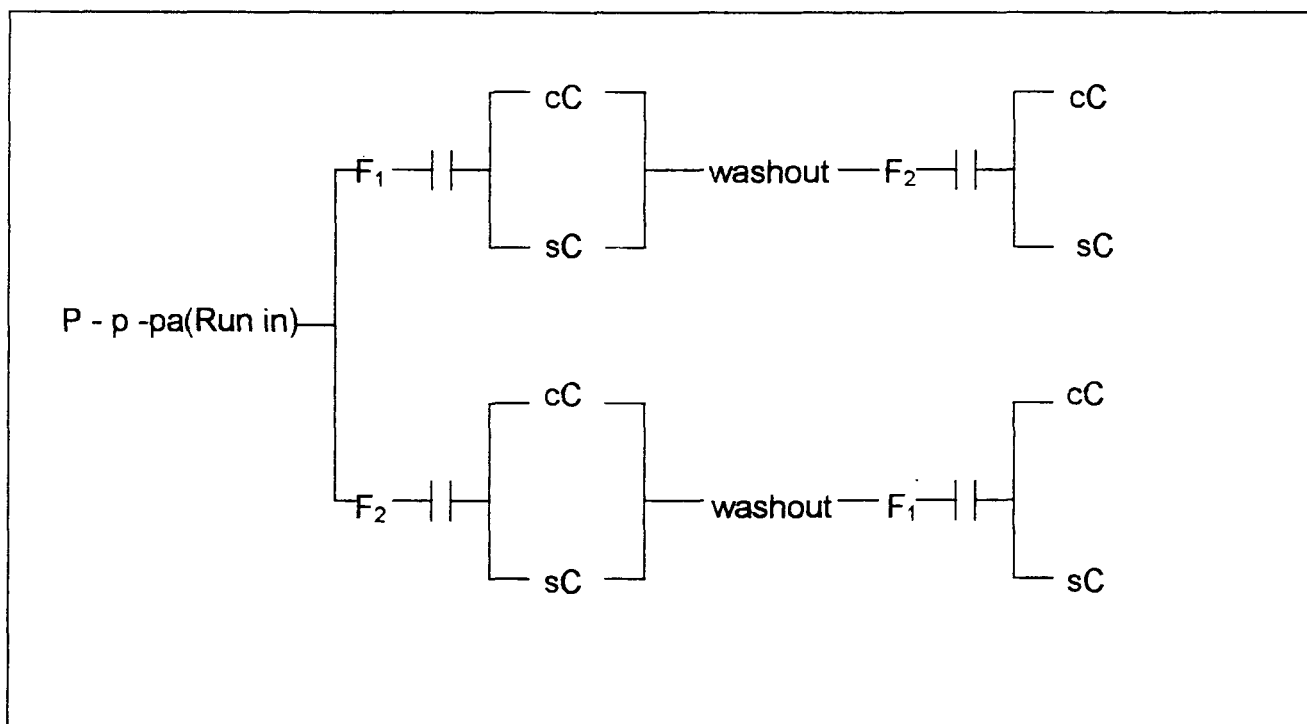 cC cC
F₁ washout F₂
sC sC
P - p -pa(Run in)
cC cC
F₂ washout F₁
sC sC